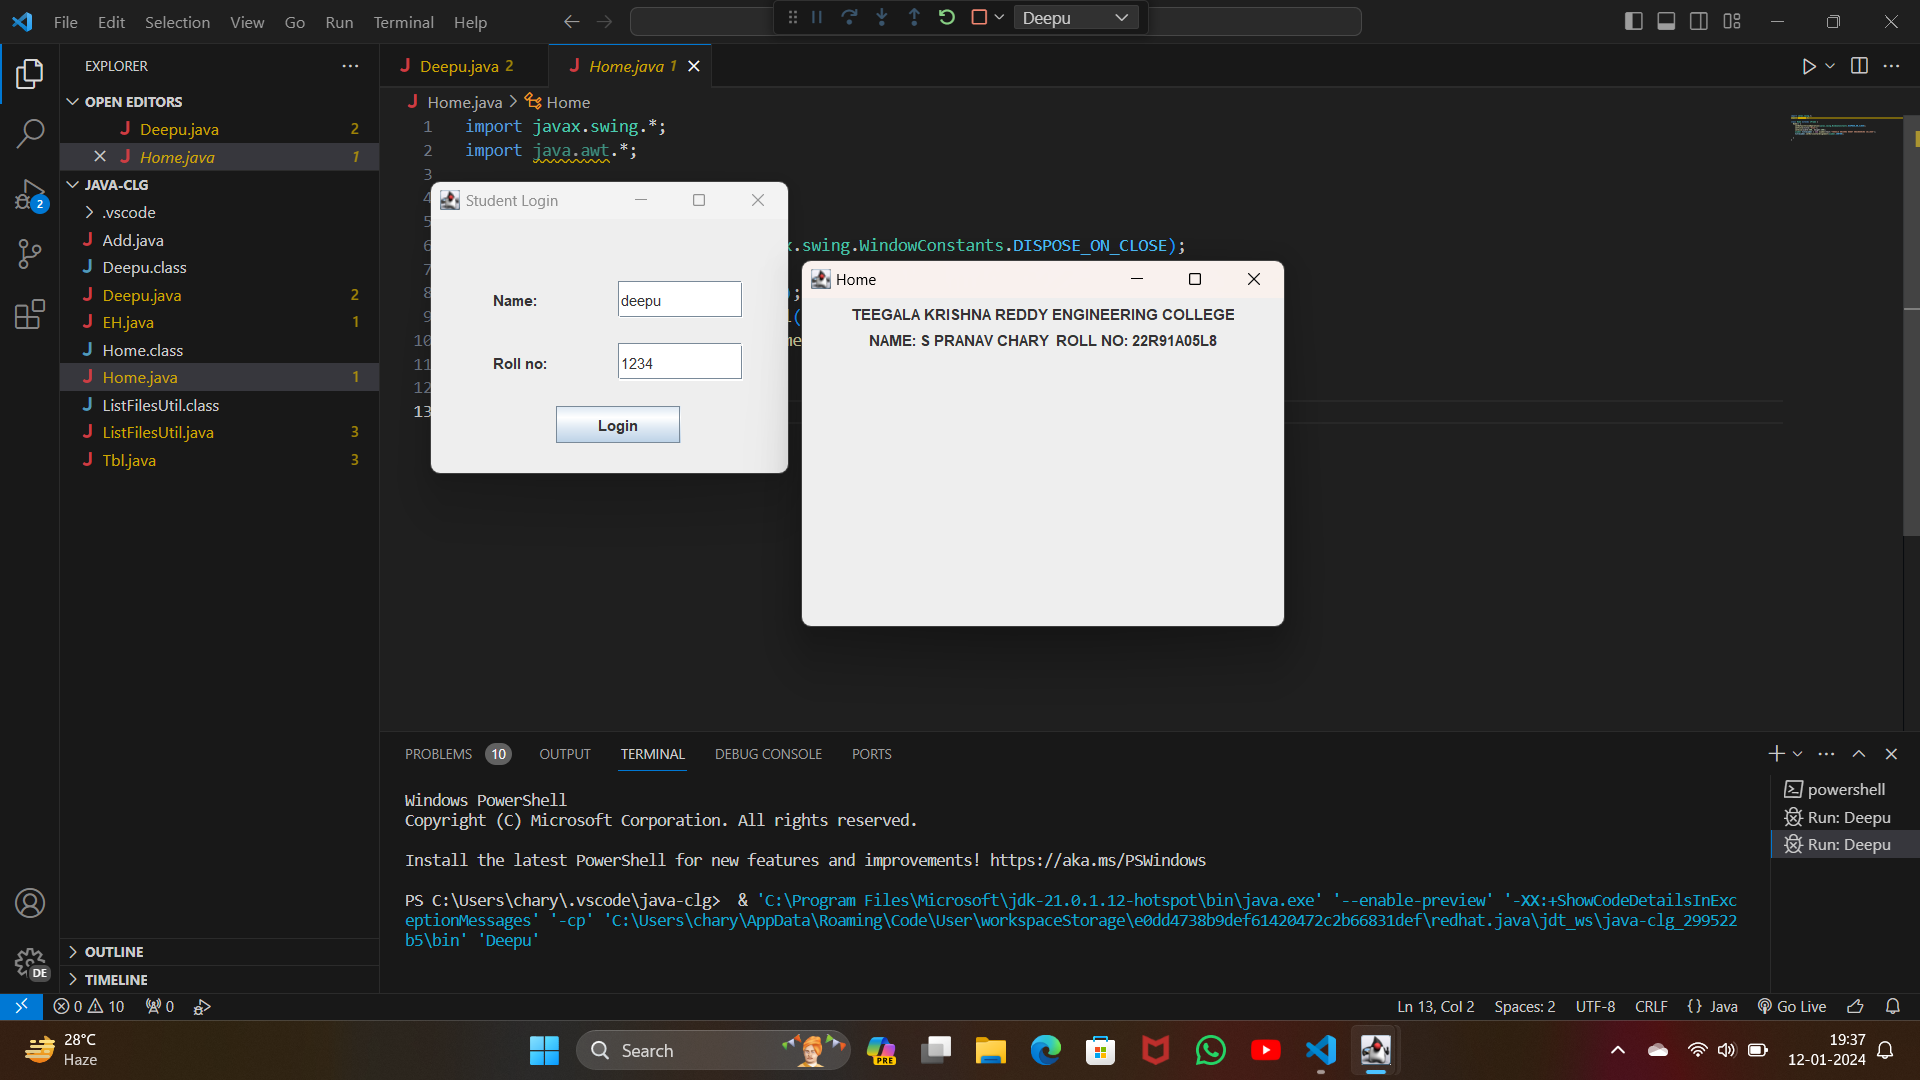 File Edit Selection View Go Run Terminal Help
Deepu
EXPLORER
OPEN EDITORS
Deepu.java 2
Home.java 1
JAVA-CLG
.vscode
Add.java
Deepu.class
Deepu.java 2
EH.java 1
Home.class
Home.java 1
ListFilesUtil.class
ListFilesUtil.java 3
Tbl.java 3
OUTLINE
TIMELINE
2
DE
Deepu.java 2
Home.java 1
Home.java > Home
1 import javax.swing.*;
2 import java.awt.*;
3
4
5
6 .swing.WindowConstants.DISPOSE_ON_CLOSE);
7
8 );
9
10 me
11
12
13
Student Login
Name: deepu
Roll no: 1234
Login
Home
TEEGALA KRISHNA REDDY ENGINEERING COLLEGE
NAME: S PRANAV CHARY ROLL NO: 22R91A05L8
PROBLEMS 10 OUTPUT TERMINAL DEBUG CONSOLE PORTS
Windows PowerShell
Copyright (C) Microsoft Corporation. All rights reserved.
Install the latest PowerShell for new features and improvements! https://aka.ms/PSWindows
PS C:\Users\chary\.vscode\java-clg> & 'C:\Program Files\Microsoft\jdk-21.0.1.12-hotspot\bin\java.exe' '--enable-preview' '-XX:+ShowCodeDetailsInExc
eptionMessages' '-cp' 'C:\Users\chary\AppData\Roaming\Code\User\workspaceStorage\e0dd4738b9def61420472c2b66831def\redhat.java\jdt_ws\java-clg_299522
b5\bin' 'Deepu'
powershell
Run: Deepu
Run: Deepu
0 10 0
Ln 13, Col 2 Spaces: 2 UTF-8 CRLF {} Java Go Live
28°C
Haze
Search
PRE
19:37
12-01-2024